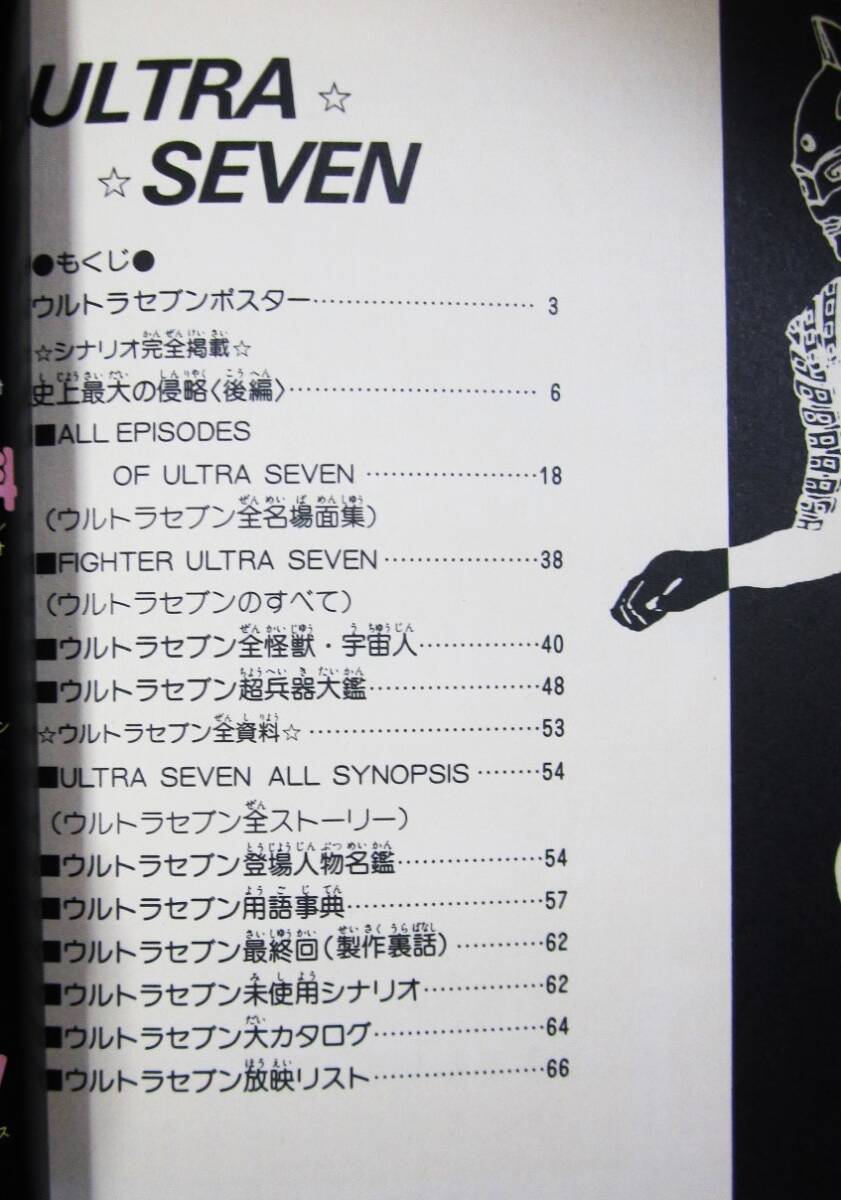 ULTRA☆
☆SEVEN
●もくじ●
ウルトラセブンポスター……………………3
☆シナリオ完全掲載☆
史上最大の侵略〈後編〉……………………6
■ALL EPISODES
OF ULTRA SEVEN………………18
（ウルトラセブン全名場面集）
■FIGHTER ULTRA SEVEN………………38
（ウルトラセブンのすべて）
■ウルトラセブン全怪獣・宇宙人……………40
■ウルトラセブン超兵器大鑑………………48
☆ウルトラセブン全資料☆……………………53
■ULTRA SEVEN ALL SYNOPSIS………54
（ウルトラセブン全ストーリー）
■ウルトラセブン登場人物名鑑………………54
■ウルトラセブン用語事典……………………57
■ウルトラセブン最終回（製作裏話）…………62
■ウルトラセブン未使用シナリオ……………62
■ウルトラセブン大カタログ…………………64
■ウルトラセブン放映リスト…………………66